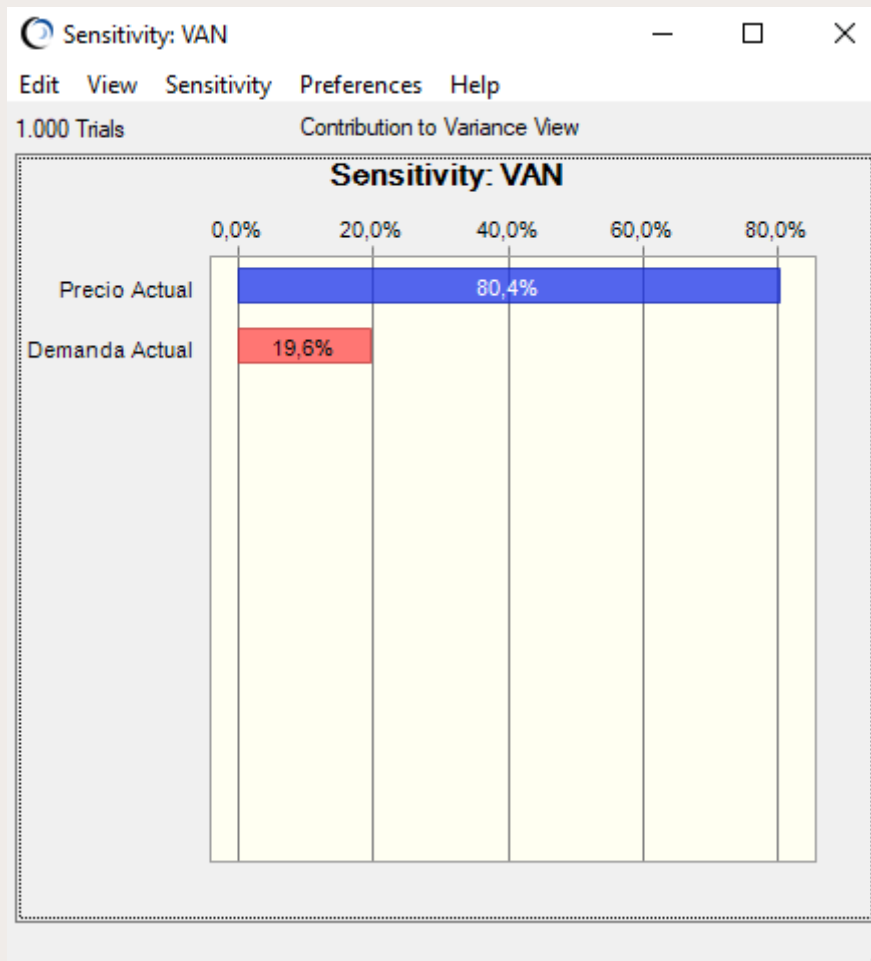 Sensitivity: VAN
Edit View Sensitivity Preferences Help
1.000 Trials Contribution to Variance View
Sensitivity: VAN
0,0% 20,0% 40,0% 60,0% 80,0%
Precio Actual 80,4%
Demanda Actual 19,6%